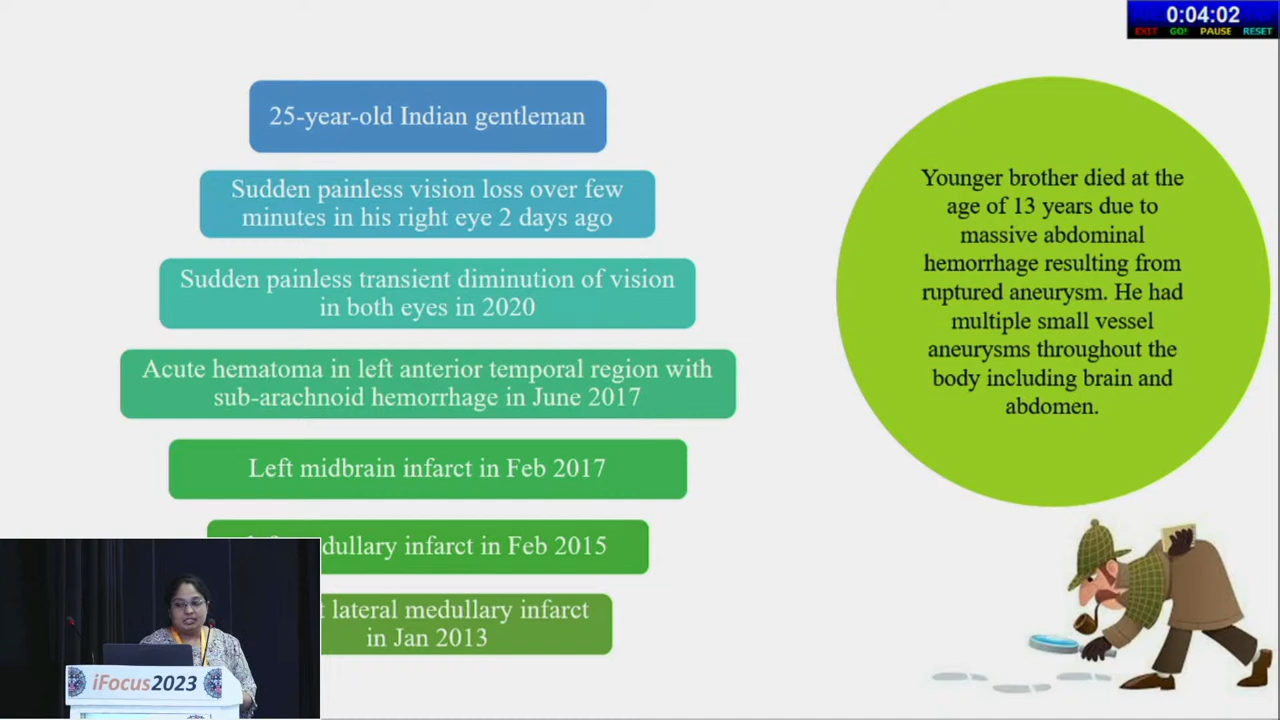 0:04:02
EXIT GO! PAUSE RESET
25-year-old Indian gentleman
Sudden painless vision loss over few
minutes in his right eye 2 days ago
Sudden painless transient diminution of vision
in both eyes in 2020
Acute hematoma in left anterior temporal region with
sub-arachnoid hemorrhage in June 2017
Left midbrain infarct in Feb 2017
infarct in Feb 2015
lateral medullary infarct
in Jan 2013
Younger brother died at the
age of 13 years due to
massive abdominal
hemorrhage resulting from
ruptured aneurysm. He had
multiple small vessel
aneurysms throughout the
body including brain and
abdomen.
iFocus2023